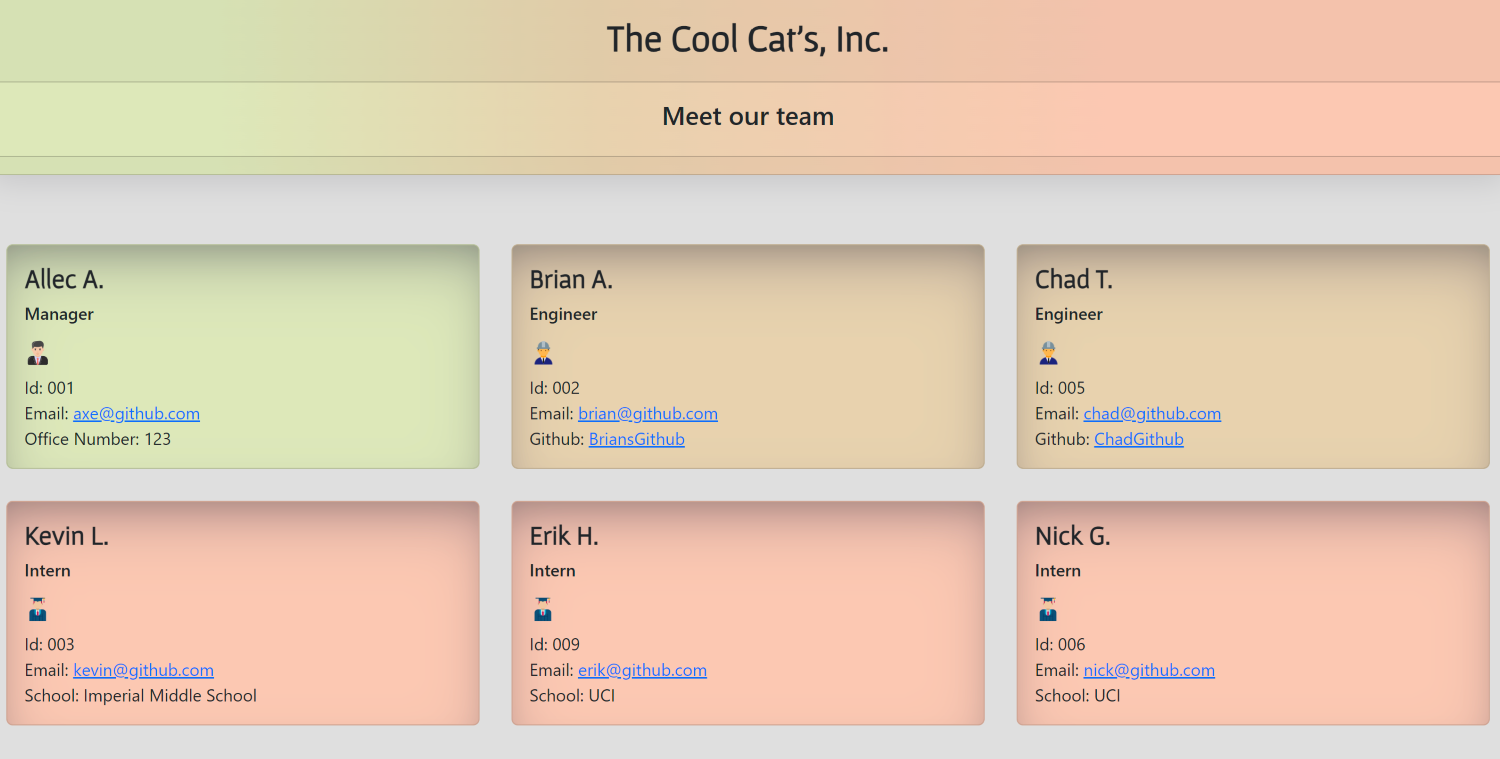 The Cool Cat’s, Inc.
Meet our team
Allec A.
Manager
Id: 001
Email: axe@github.com
Office Number: 123
Brian A.
Engineer
Id: 002
Email: brian@github.com
Github: BriansGithub
Chad T.
Engineer
Id: 005
Email: chad@github.com
Github: ChadGithub
Kevin L.
Intern
Id: 003
Email: kevin@github.com
School: Imperial Middle School
Erik H.
Intern
Id: 009
Email: erik@github.com
School: UCI
Nick G.
Intern
Id: 006
Email: nick@github.com
School: UCI